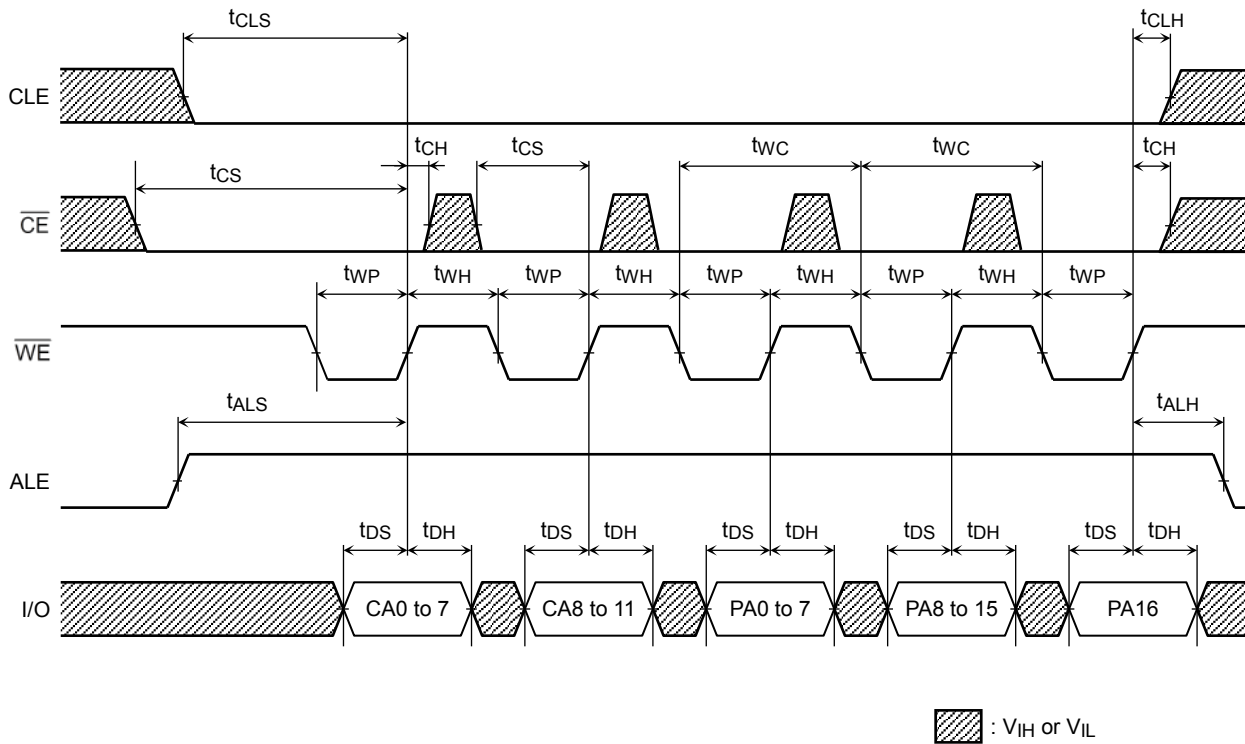 tCLS tCLH
CLE
tCH tCS tWC tWC tCH
tCS
CE
tWP tWH tWP tWH tWP tWH tWP tWH tWP
WE
tALS tALH
ALE
tDS tDH tDS tDH tDS tDH tDS tDH tDS tDH
I/O CA0 to 7 CA8 to 11 PA0 to 7 PA8 to 15 PA16
: VIH or VIL